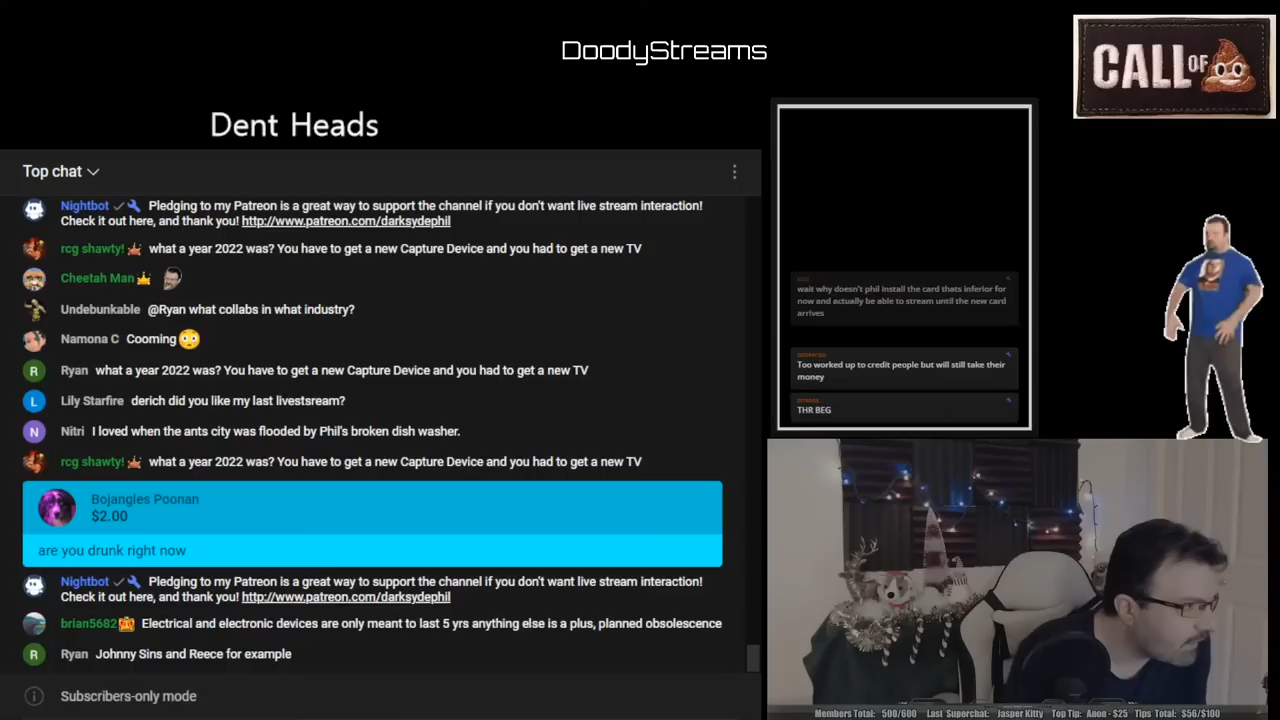 DoodyStreams
CALL OF
Dent Heads
Top chat
Nightbot Pledging to my Patreon is a great way to support the channel if you don't want live stream interaction!
Check it out here, and thank you! http://www.patreon.com/darksydephil
rcg shawty! what a year 2022 was? You have to get a new Capture Device and you had to get a new TV
Cheetah Man
Undebunkable @Ryan what collabs in what industry?
Namona C Cooming
R Ryan what a year 2022 was? You have to get a new Capture Device and you had to get a new TV
L Lily Starfire derich did you like my last livestream?
N Nitri I loved when the ants city was flooded by Phil's broken dish washer.
rcg shawty! what a year 2022 was? You have to get a new Capture Device and you had to get a new TV
Bojangles Poonan
$2.00
are you drunk right now
Nightbot Pledging to my Patreon is a great way to support the channel if you don't want live stream interaction!
Check it out here, and thank you! http://www.patreon.com/darksydephil
brian5682 Electrical and electronic devices are only meant to last 5 yrs anything else is a plus, planned obsolescence
R Ryan Johnny Sins and Reece for example
Subscribers-only mode
wait why doesn't phil install the card thats inferior for
now and actually be able to stream until the new card
arrives
Too worked up to credit people but will still take their
money
THR BEG
Members Total: 500/600 Last Superchat: Jasper Kitty Top Tip: Anon - $25 Tips Total: $56/$100